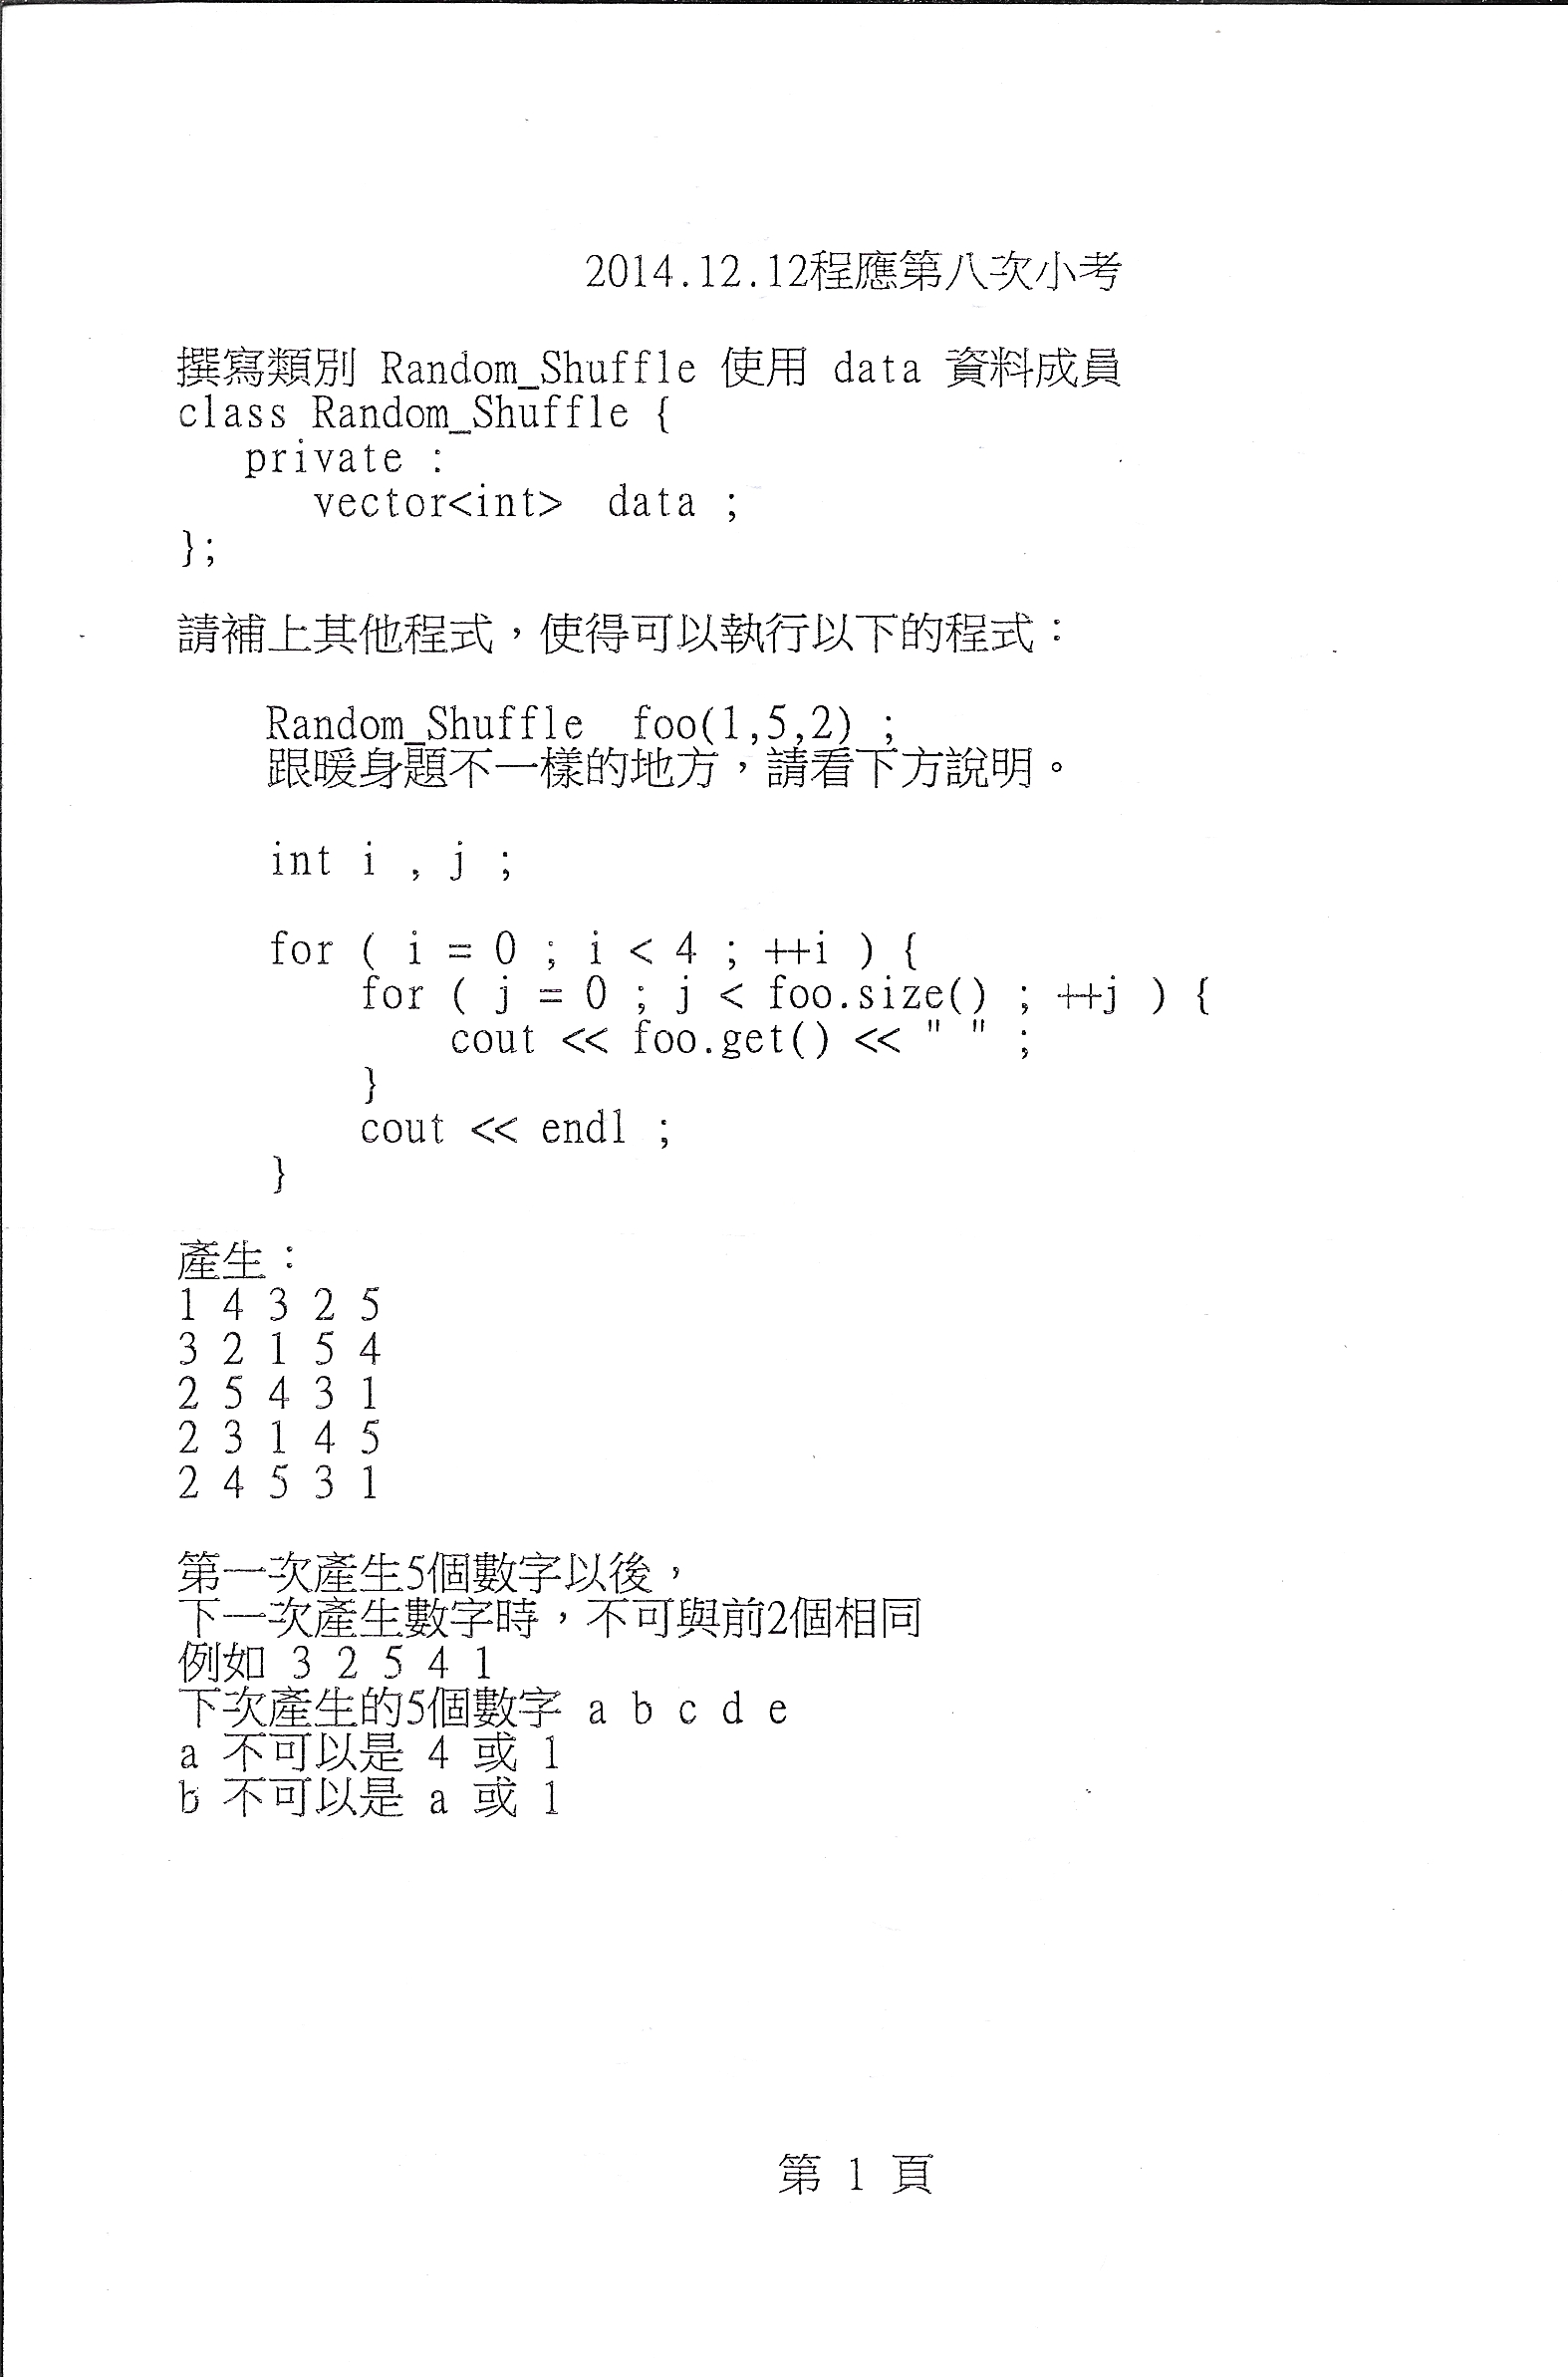 2014.12.12程應第八次小考
撰寫類別 Random_Shuffle 使用 data 資料成員
class Random_Shuffle {
   private :
      vector<int>  data ;
};
請補上其他程式，使得可以執行以下的程式：
    Random_Shuffle  foo(1,5,2) ;
    跟暖身題不一樣的地方，請看下方說明。
    int i , j ;
    for ( i = 0 ; i < 4 ; ++i ) {
        for ( j = 0 ; j < foo.size() ; ++j ) {
            cout << foo.get() << " " ;
        }
        cout << endl ;
    }
產生：
1 4 3 2 5
3 2 1 5 4
2 5 4 3 1
2 3 1 4 5
2 4 5 3 1
第一次產生5個數字以後，
下一次產生數字時，不可與前2個相同
例如 3 2 5 4 1
下次產生的5個數字 a b c d e
a 不可以是 4 或 1
b 不可以是 a 或 1
第 1 頁